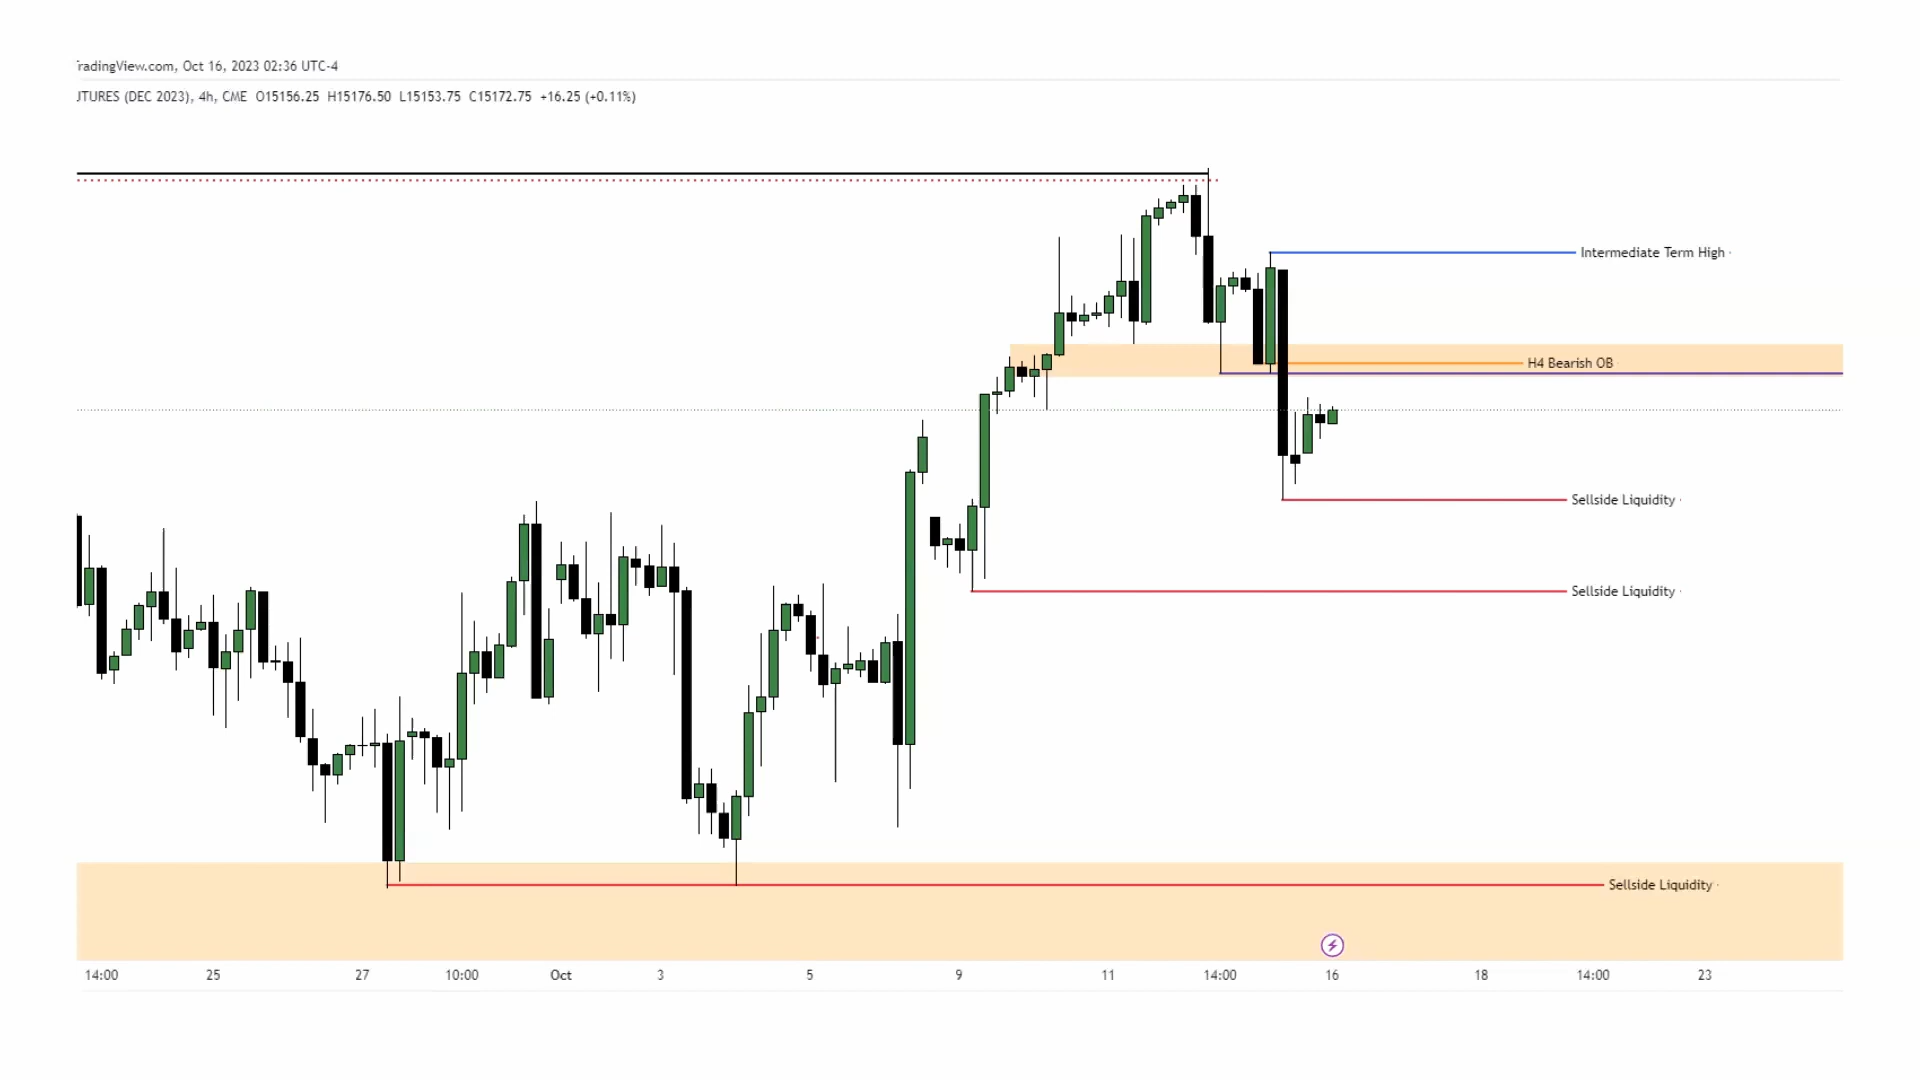 TradingView.com, Oct 16, 2023 02:36 UTC-4
UTURES (DEC 2023), 4h, CME O15156.25 H15176.50 L15153.75 C15172.75 +16.25 (+0.11%)
Intermediate Term High
H4 Bearish OB
Sellside Liquidity
Sellside Liquidity
Sellside Liquidity
14:00 25 27 10:00 Oct 3 5 9 11 14:00 16 18 14:00 23